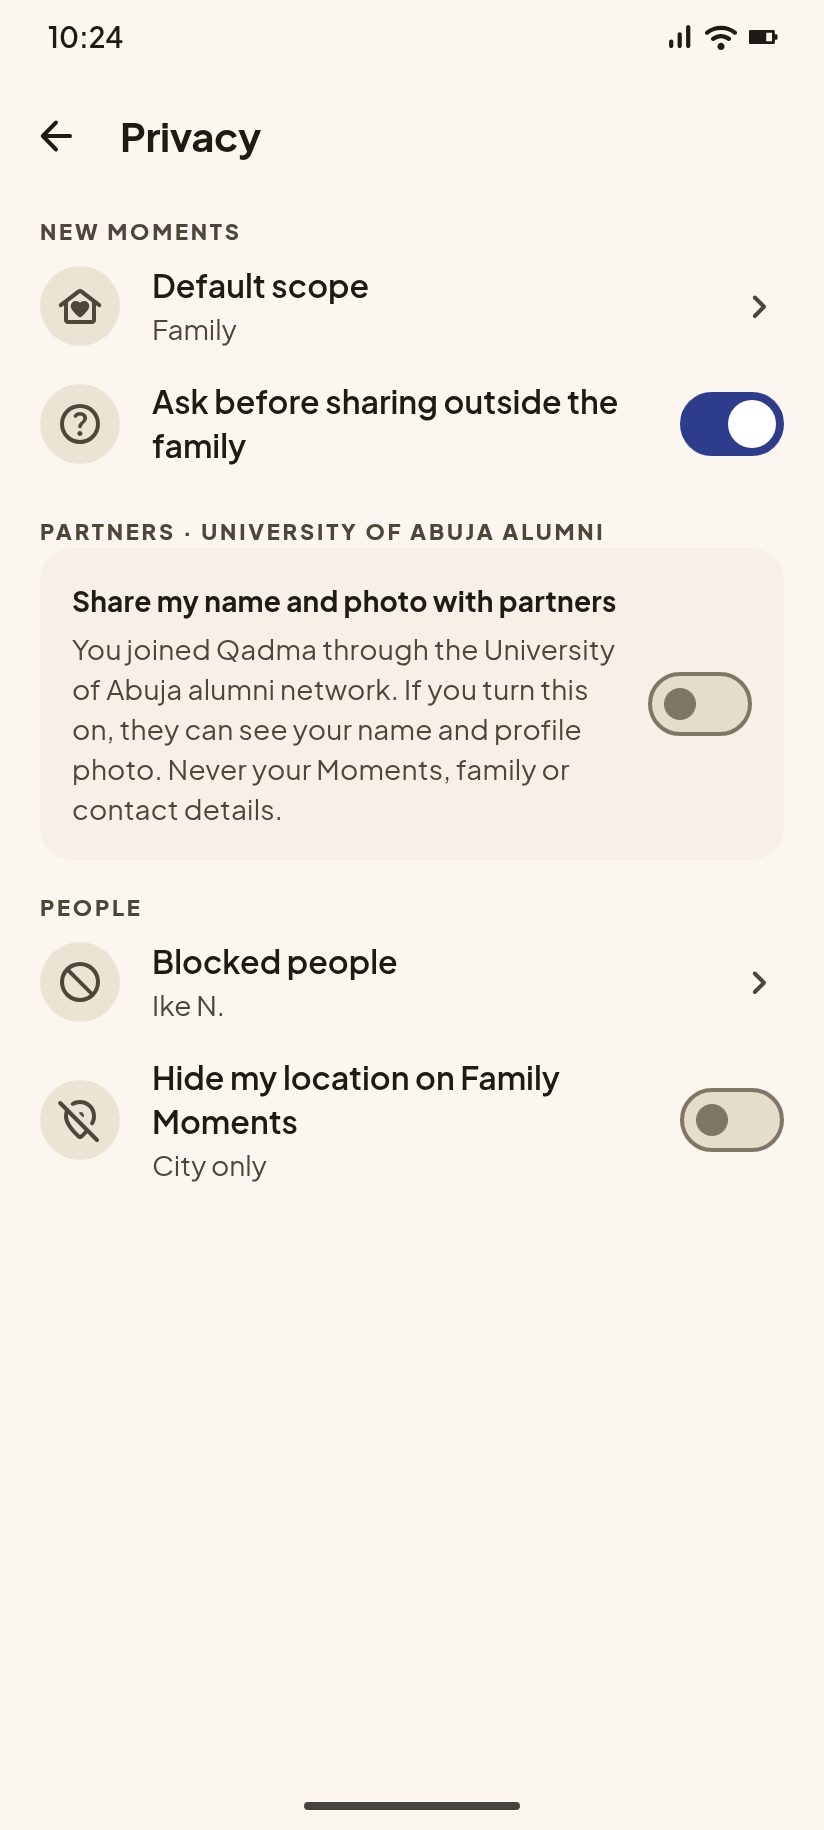 10:24
Privacy
NEW MOMENTS
Default scope
Family
Ask before sharing outside the
family
PARTNERS · UNIVERSITY OF ABUJA ALUMNI
Share my name and photo with partners
You joined Qadma through the University
of Abuja alumni network. If you turn this
on, they can see your name and profile
photo. Never your Moments, family or
contact details.
PEOPLE
Blocked people
Ike N.
Hide my location on Family
Moments
City only